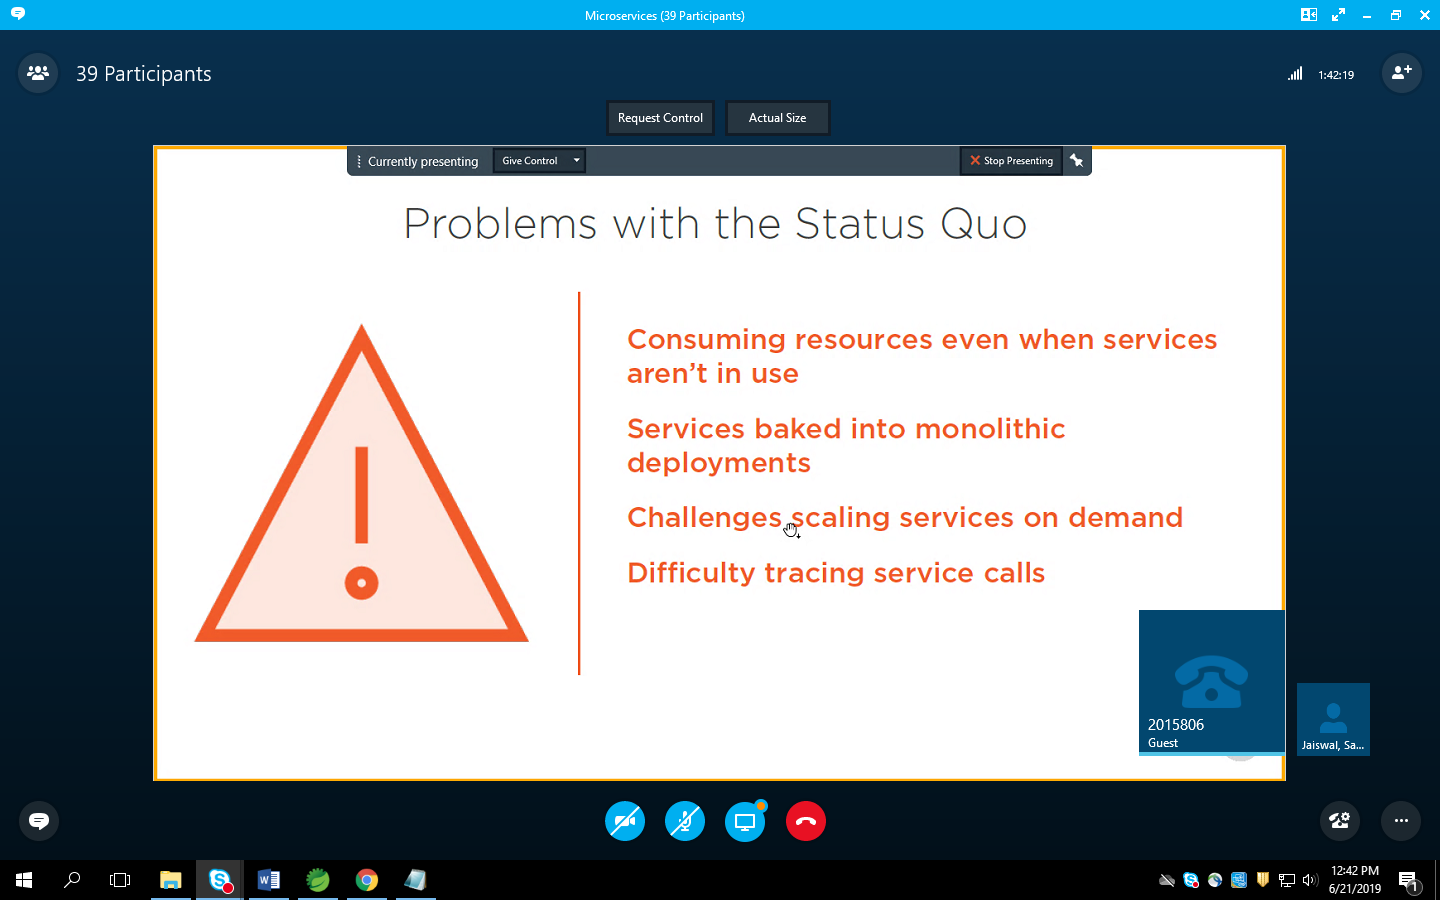 Microservices (39 Participants)
39 Participants
1:42:19
Request Control
Actual Size
Currently presenting
Give Control
Stop Presenting
Problems with the Status Quo
Consuming resources even when services
aren't in use
Services baked into monolithic
deployments
Challenges scaling services on demand
Difficulty tracing service calls
2015806
Guest
Jaiswal, Sa...
12:42 PM
6/21/2019
1